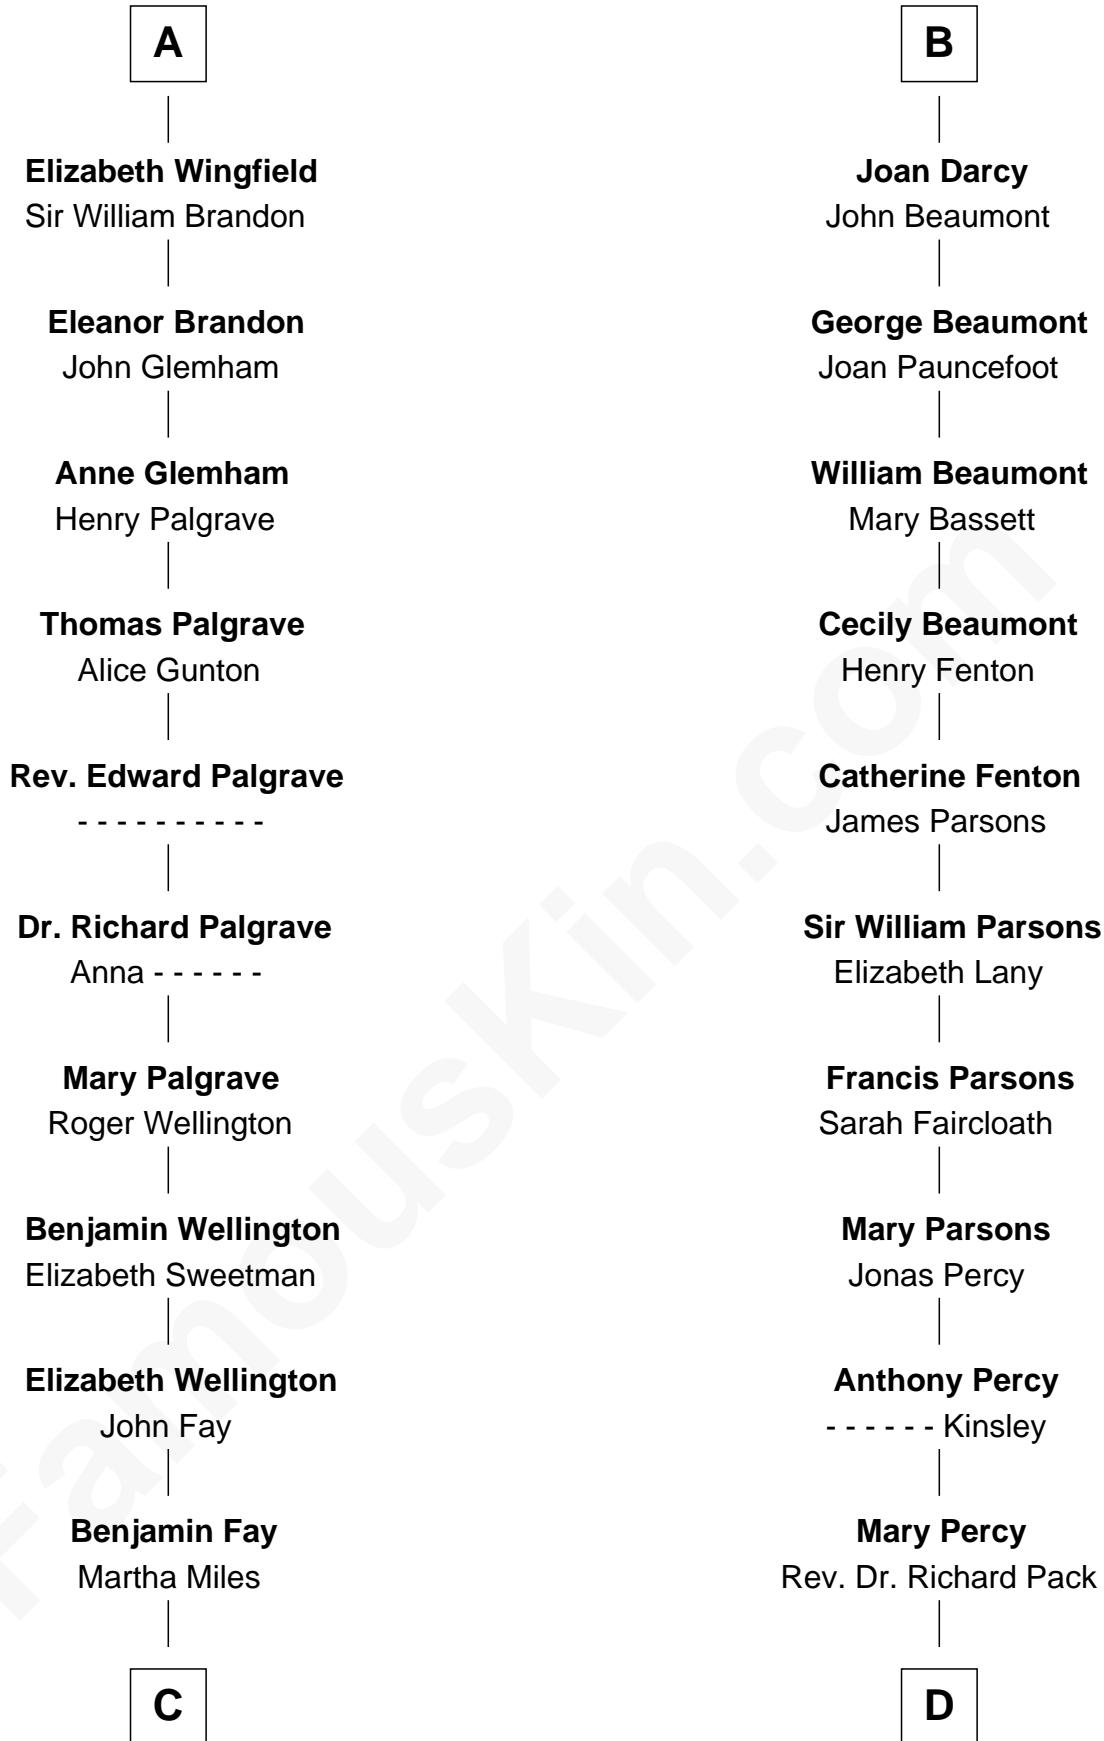 A
Elizabeth Wingfield
Sir William Brandon
Eleanor Brandon
John Glemham
Anne Glemham
Henry Palgrave
Thomas Palgrave
Alice Gunton
Rev. Edward Palgrave
- - - - - - - - - -
Dr. Richard Palgrave
Anna - - - - - -
Mary Palgrave
Roger Wellington
Benjamin Wellington
Elizabeth Sweetman
Elizabeth Wellington
John Fay
Benjamin Fay
Martha Miles
C
B
Joan Darcy
John Beaumont
George Beaumont
Joan Pauncefoot
William Beaumont
Mary Bassett
Cecily Beaumont
Henry Fenton
Catherine Fenton
James Parsons
Sir William Parsons
Elizabeth Lany
Francis Parsons
Sarah Faircloath
Mary Parsons
Jonas Percy
Anthony Percy
- - - - - - Kinsley
Mary Percy
Rev. Dr. Richard Pack
D
FamousKin.com